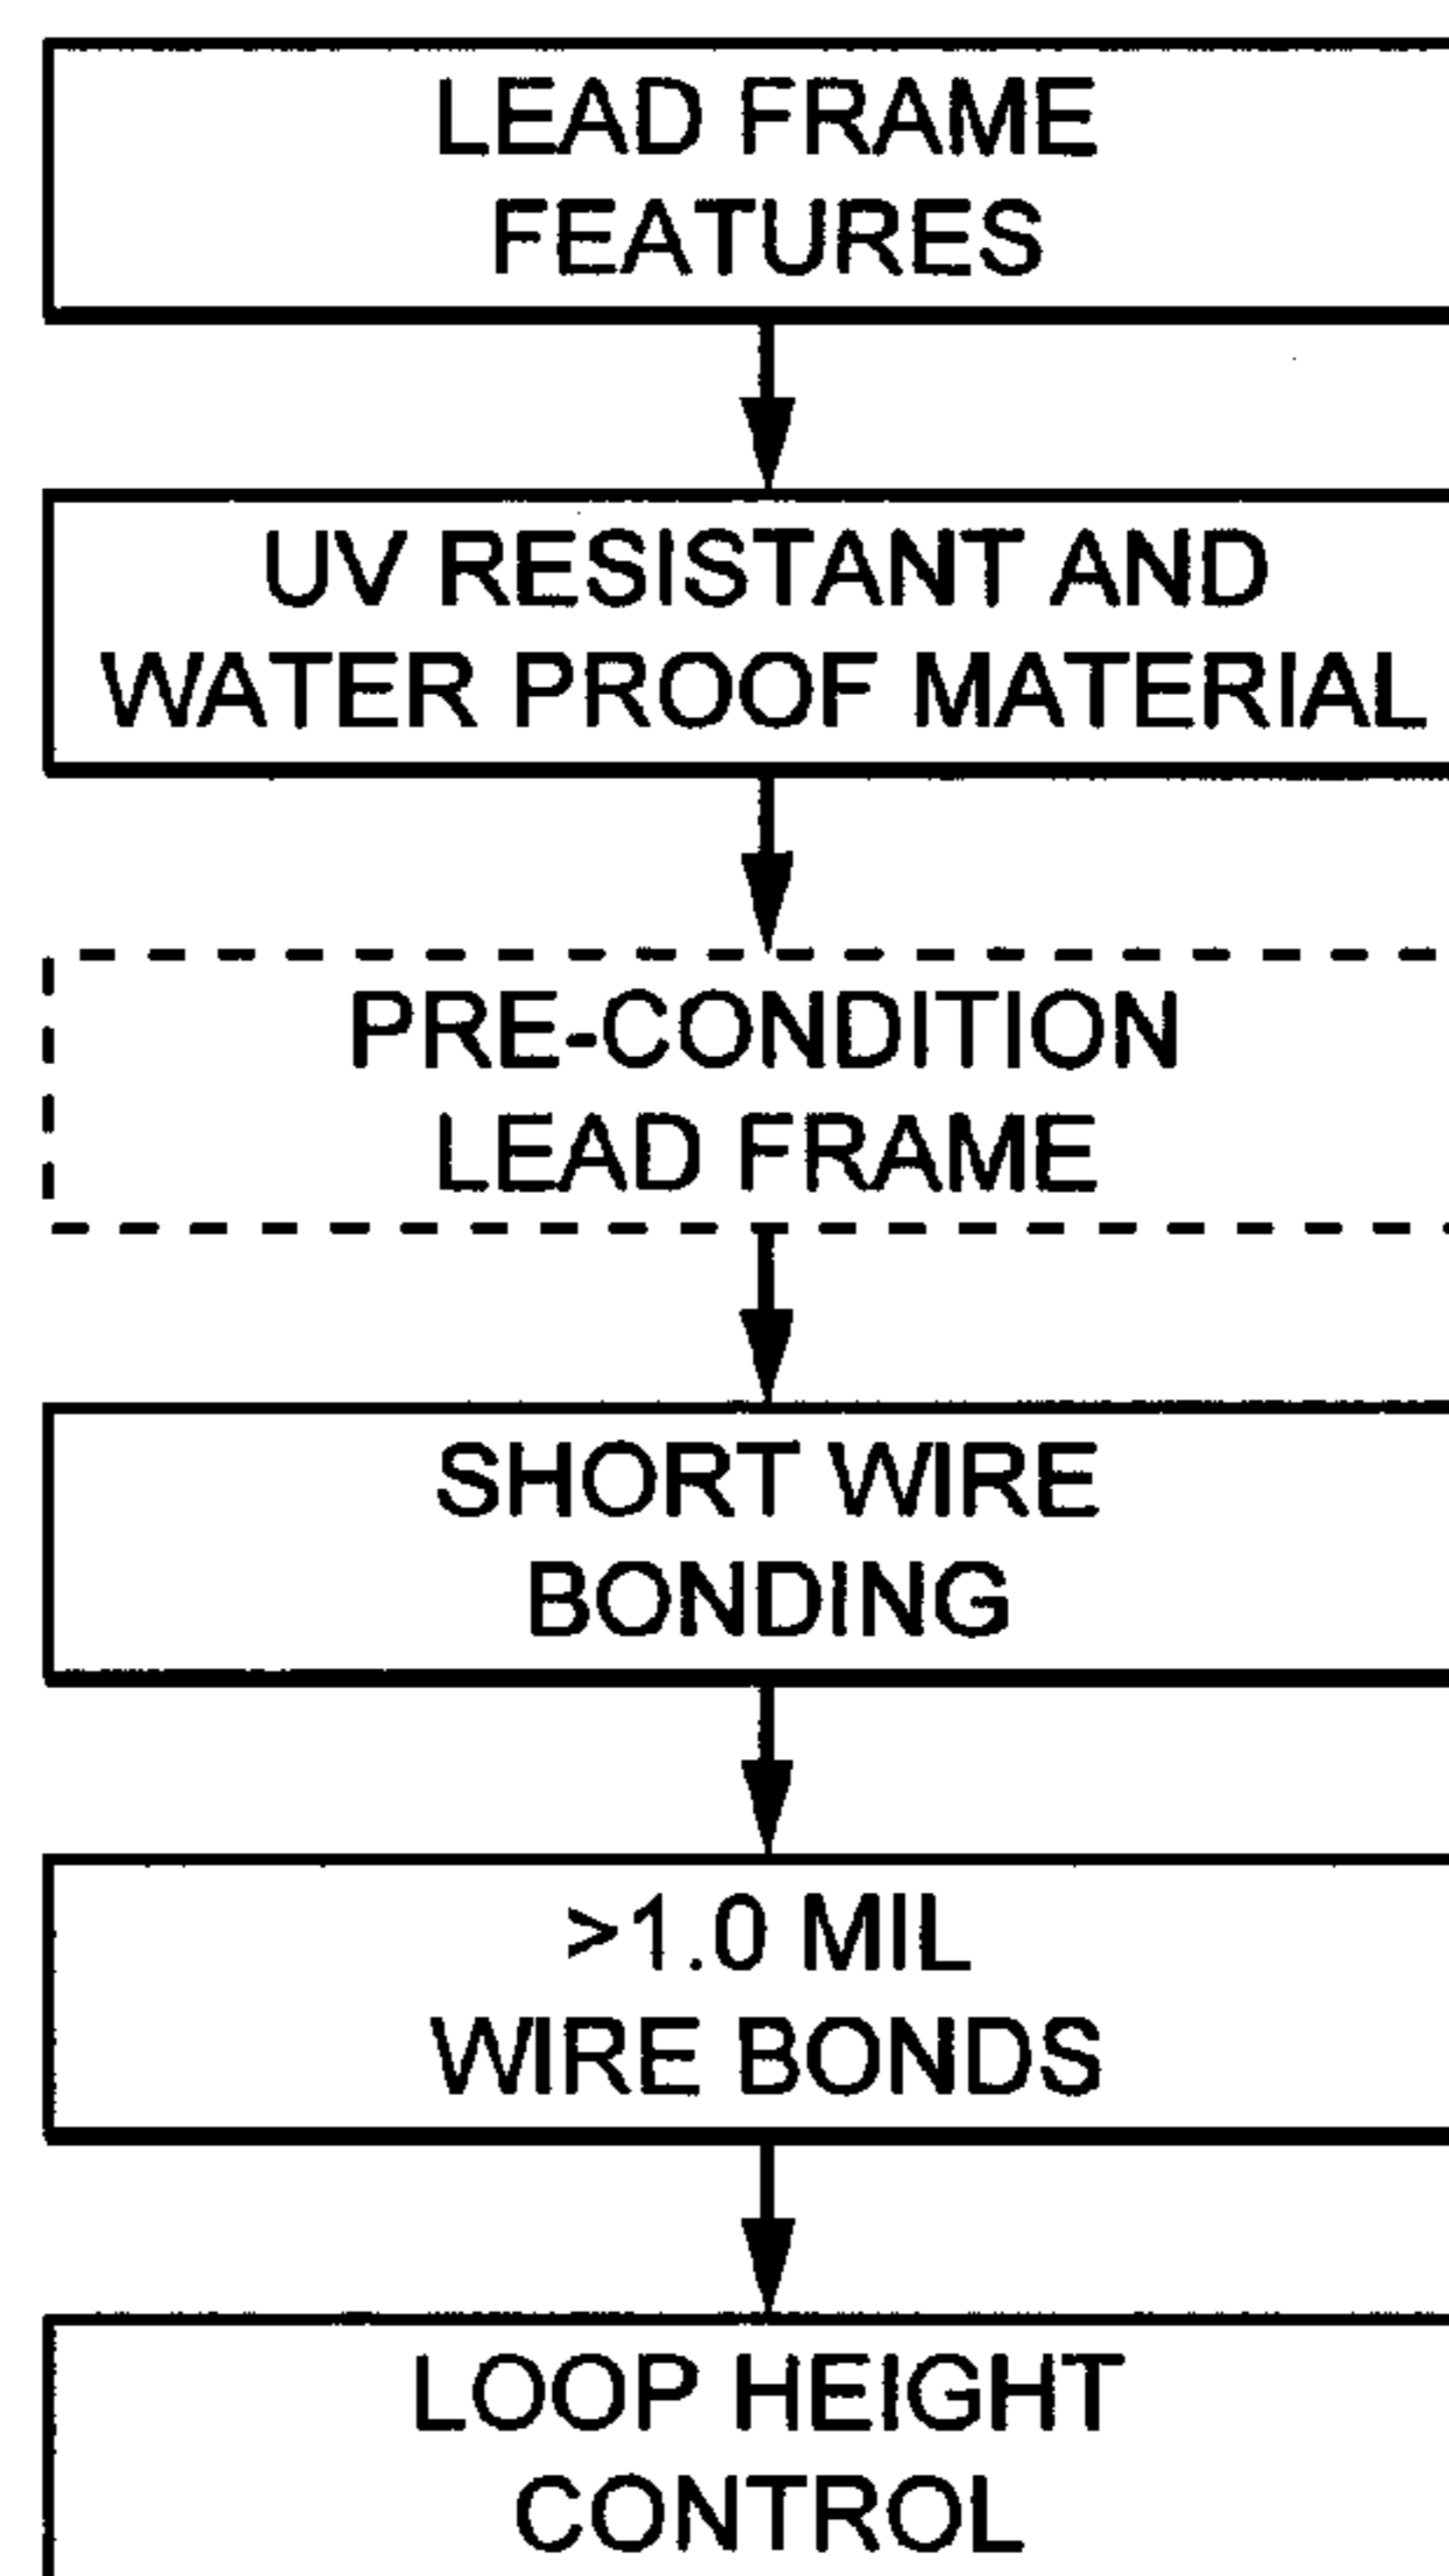 LEAD FRAME
FEATURES
UV RESISTANT AND
WATER PROOF MATERIAL
PRE-CONDITION
LEAD FRAME
SHORT WIRE
BONDING
>1.0 MIL
WIRE BONDS
LOOP HEIGHT
CONTROL